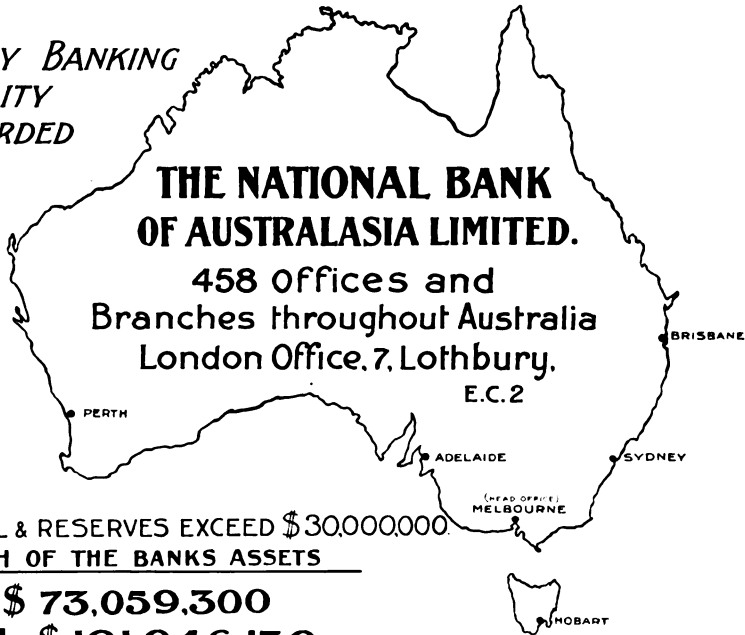 Y BANKING
ITY
RDED
THE NATIONAL BANK
OF AUSTRALASIA LIMITED.
458 Offices and
Branches throughout Australia
London Office, 7, Lothbury,
E.C.2
BRISBANE
PERTH
ADELAIDE
SYDNEY
(HEAD OFFICE)
MELBOURNE
L & RESERVES EXCEED $30,000,000.
H OF THE BANKS ASSETS
$ 73,059,300
HOBART